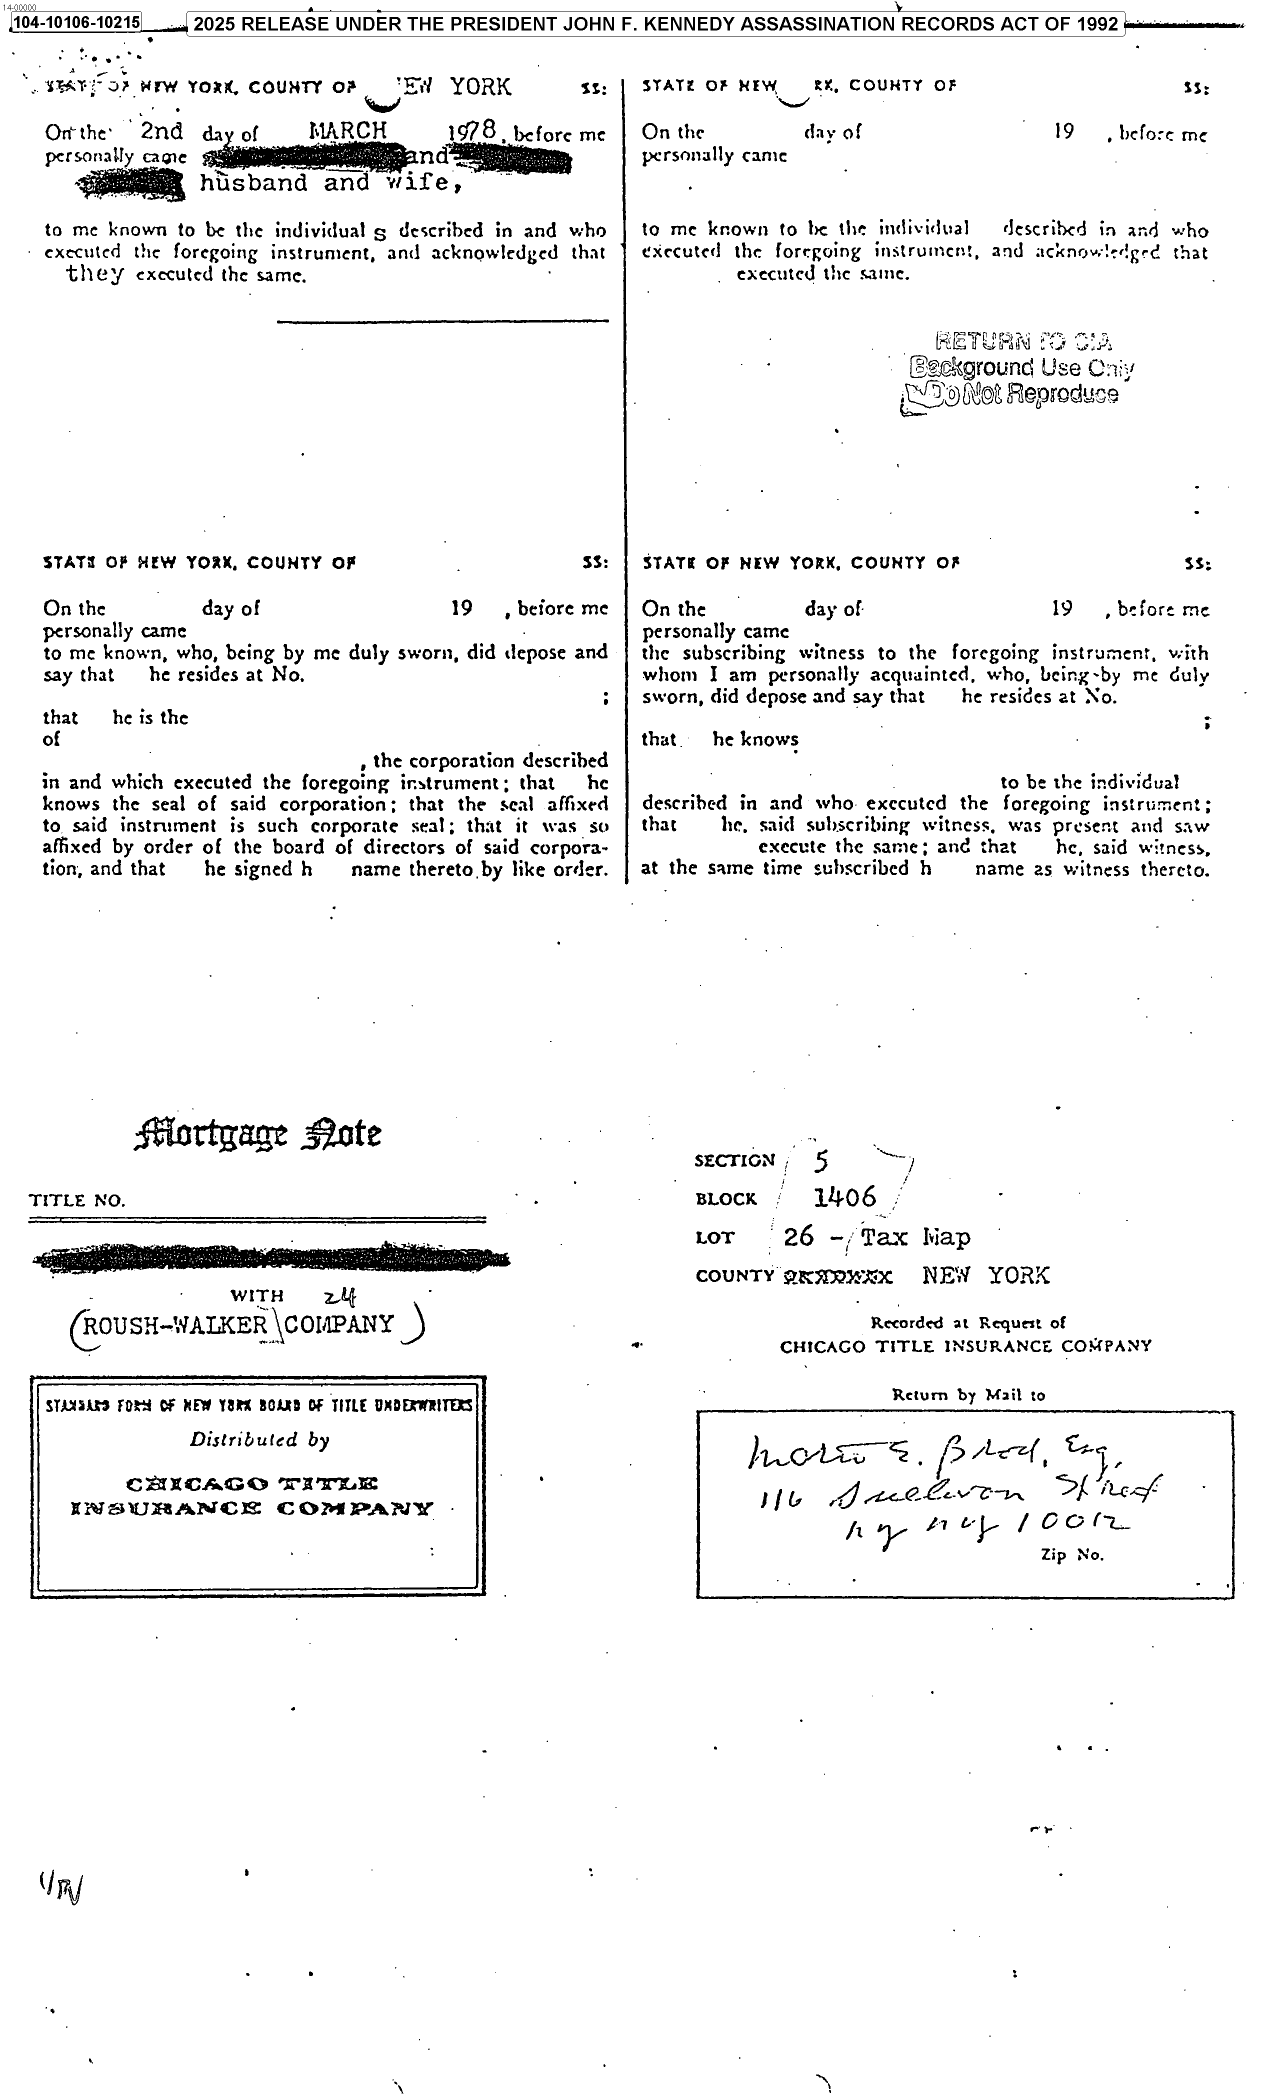 14-00000
104-10106-10215
2025 RELEASE UNDER THE PRESIDENT JOHN F. KENNEDY ASSASSINATION RECORDS ACT OF 1992
STATE OF NEW YORK, COUNTY OF NEW YORK SS:
On the 2nd day of MARCH 1978, before me
personally came and
husband and wife,
to me known to be the individual s described in and who
executed the foregoing instrument, and acknowledged that
they executed the same.
STATE OF NEW YORK, COUNTY OF SS:
On the day of 19 , before me
personally came
to me known to be the individual described in and who
executed the foregoing instrument, and acknowledged that
executed the same.
RETURN TO CIA
Background Use Only
Do Not Reproduce
STATE OF NEW YORK, COUNTY OF SS:
On the day of 19 , before me
personally came
to me known, who, being by me duly sworn, did depose and
say that he resides at No.
;
that he is the
of
, the corporation described
in and which executed the foregoing instrument; that he
knows the seal of said corporation; that the seal affixed
to said instrument is such corporate seal; that it was so
affixed by order of the board of directors of said corpora-
tion, and that he signed h name thereto by like order.
STATE OF NEW YORK, COUNTY OF SS:
On the day of 19 , before me
personally came
the subscribing witness to the foregoing instrument, with
whom I am personally acquainted, who, being by me duly
sworn, did depose and say that he resides at No.
;
that he knows
to be the individual
described in and who executed the foregoing instrument;
that he, said subscribing witness, was present and saw
execute the same; and that he, said witness,
at the same time subscribed h name as witness thereto.
Mortgage Note
TITLE NO.
WITH 24
(ROUSH-WALKER\COMPANY)
STANDARD FORM OF NEW YORK BOARD OF TITLE UNDERWRITERS
Distributed by
CHICAGO TITLE
INSURANCE COMPANY
SECTION 5
BLOCK 1406
LOT 26 - Tax Map
COUNTY NEW YORK
Recorded at Request of
CHICAGO TITLE INSURANCE COMPANY
Return by Mail to
E. Brod, Esq,
116 Sullivan Street
ny ny 10012
Zip No.